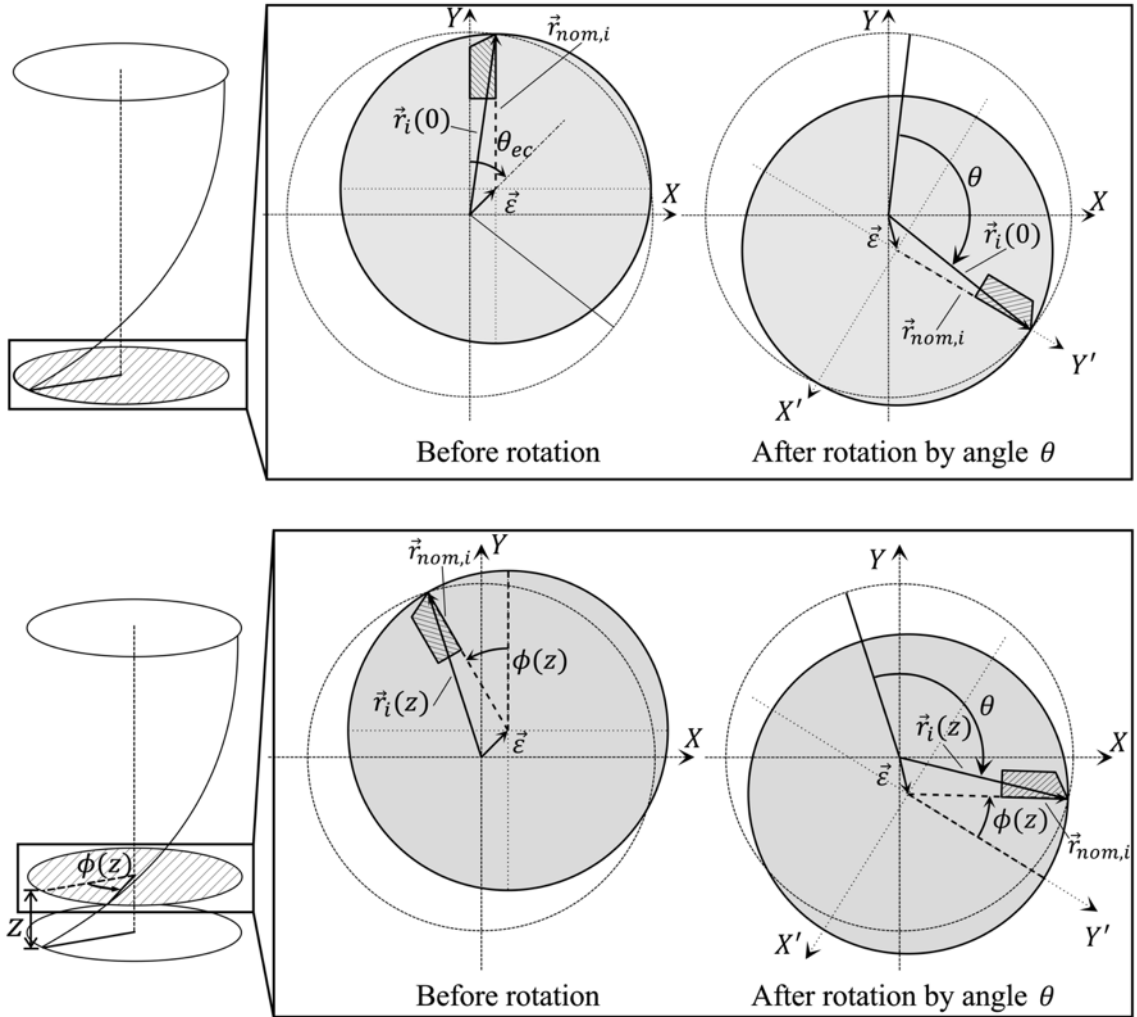 Y
r⃗nom,i
r⃗i(0)
θec
ε⃗
X
Before rotation
Y
θ
X
ε⃗
r⃗i(0)
r⃗nom,i
Y′
X′
After rotation by angle θ
ϕ(z)
z
r⃗nom,i
Y
ϕ(z)
r⃗i(z)
ε⃗
X
Before rotation
Y
θ
r⃗i(z)
X
ε⃗
ϕ(z)
r⃗nom,i
X′
Y′
After rotation by angle θ